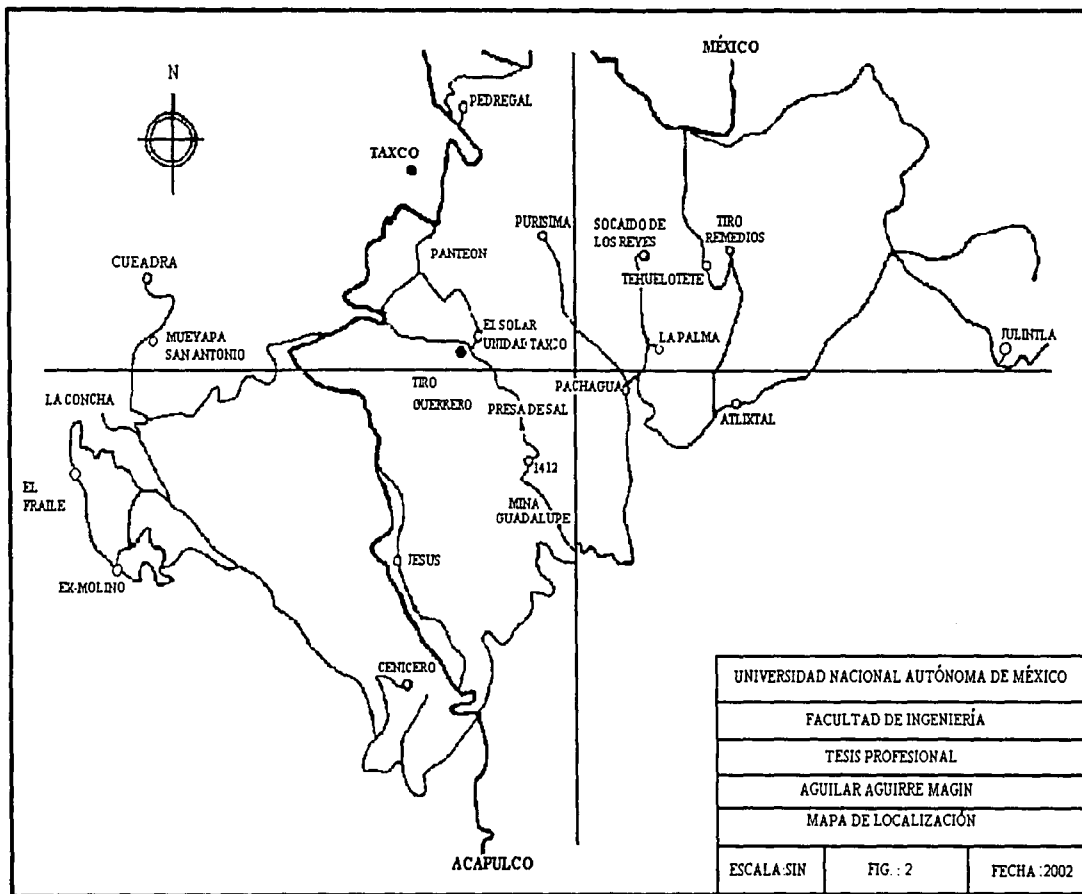 MÉXICO
N
PEDREGAL
TAXCO
PURISIMA
SOCAIDO DE
LOS REYES
TIRO
REMEDIOS
PANTEON
CUEADRA
TEHUELOTETE
MUEYAPA
SAN ANTONIO
EL SOLAR
UNIDAD TAXCO
LA PALMA
JULINTLA
TIRO
GUERRERO
PACHAGUA
LA CONCHA
PRESA DE SAL
ATLIXTAL
1412
EL
FRAILE
MINA
GUADALUPE
JESUS
EX-MOLINO
CENICERO
ACAPULCO
UNIVERSIDAD NACIONAL AUTÓNOMA DE MÉXICO
FACULTAD DE INGENIERÍA
TESIS PROFESIONAL
AGUILAR AGUIRRE MAGIN
MAPA DE LOCALIZACIÓN
ESCALA:SIN
FIG. : 2
FECHA :2002